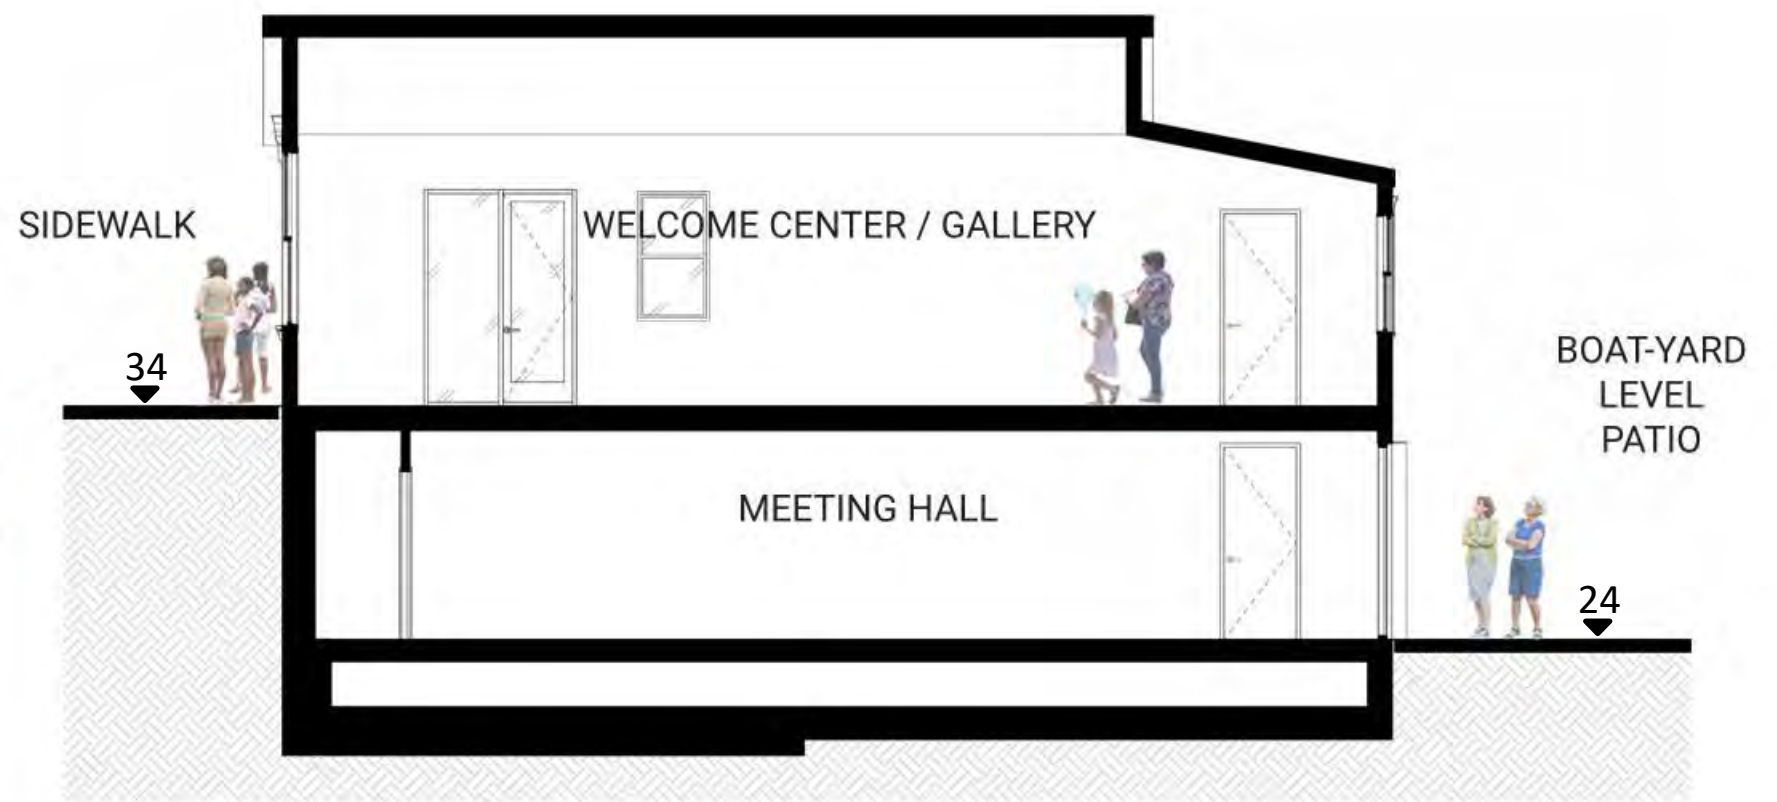 SIDEWALK
WELCOME CENTER / GALLERY
34
BOAT-YARD
LEVEL
PATIO
MEETING HALL
24